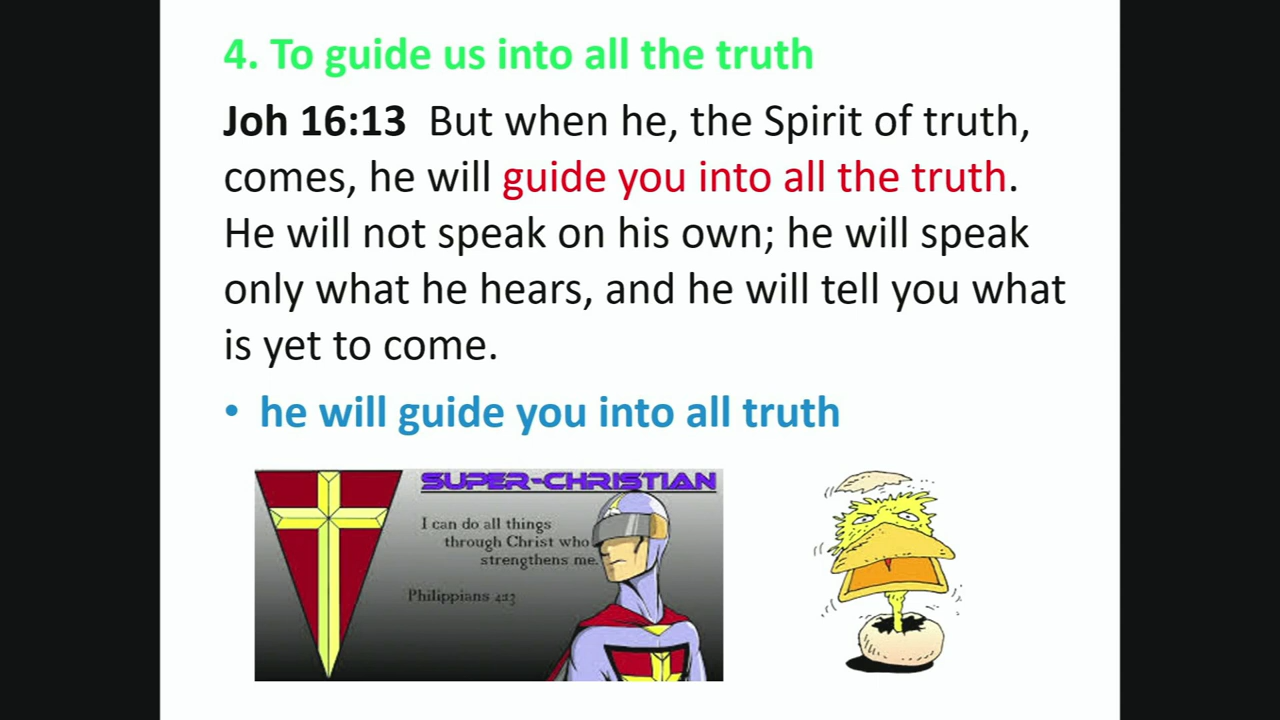 4. To guide us into all the truth
Joh 16:13 But when he, the Spirit of truth,
comes, he will guide you into all the truth.
He will not speak on his own; he will speak
only what he hears, and he will tell you what
is yet to come.
• he will guide you into all truth
SUPER-CHRISTIAN
I can do all things
through Christ who
strengthens me.
Philippians 4:13